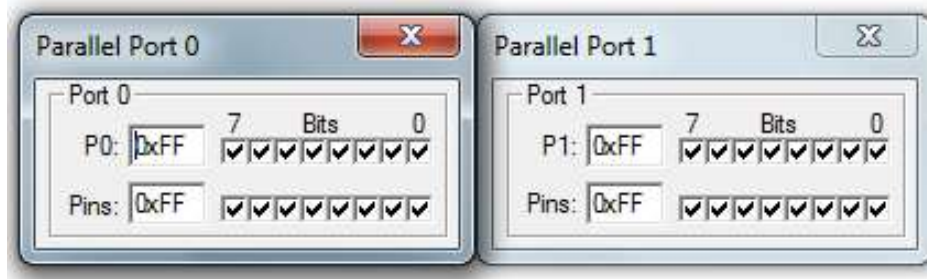 Parallel Port 0
Port 0
7 Bits 0
P0: 0xFF
Pins: 0xFF
Parallel Port 1
Port 1
7 Bits 0
P1: 0xFF
Pins: 0xFF